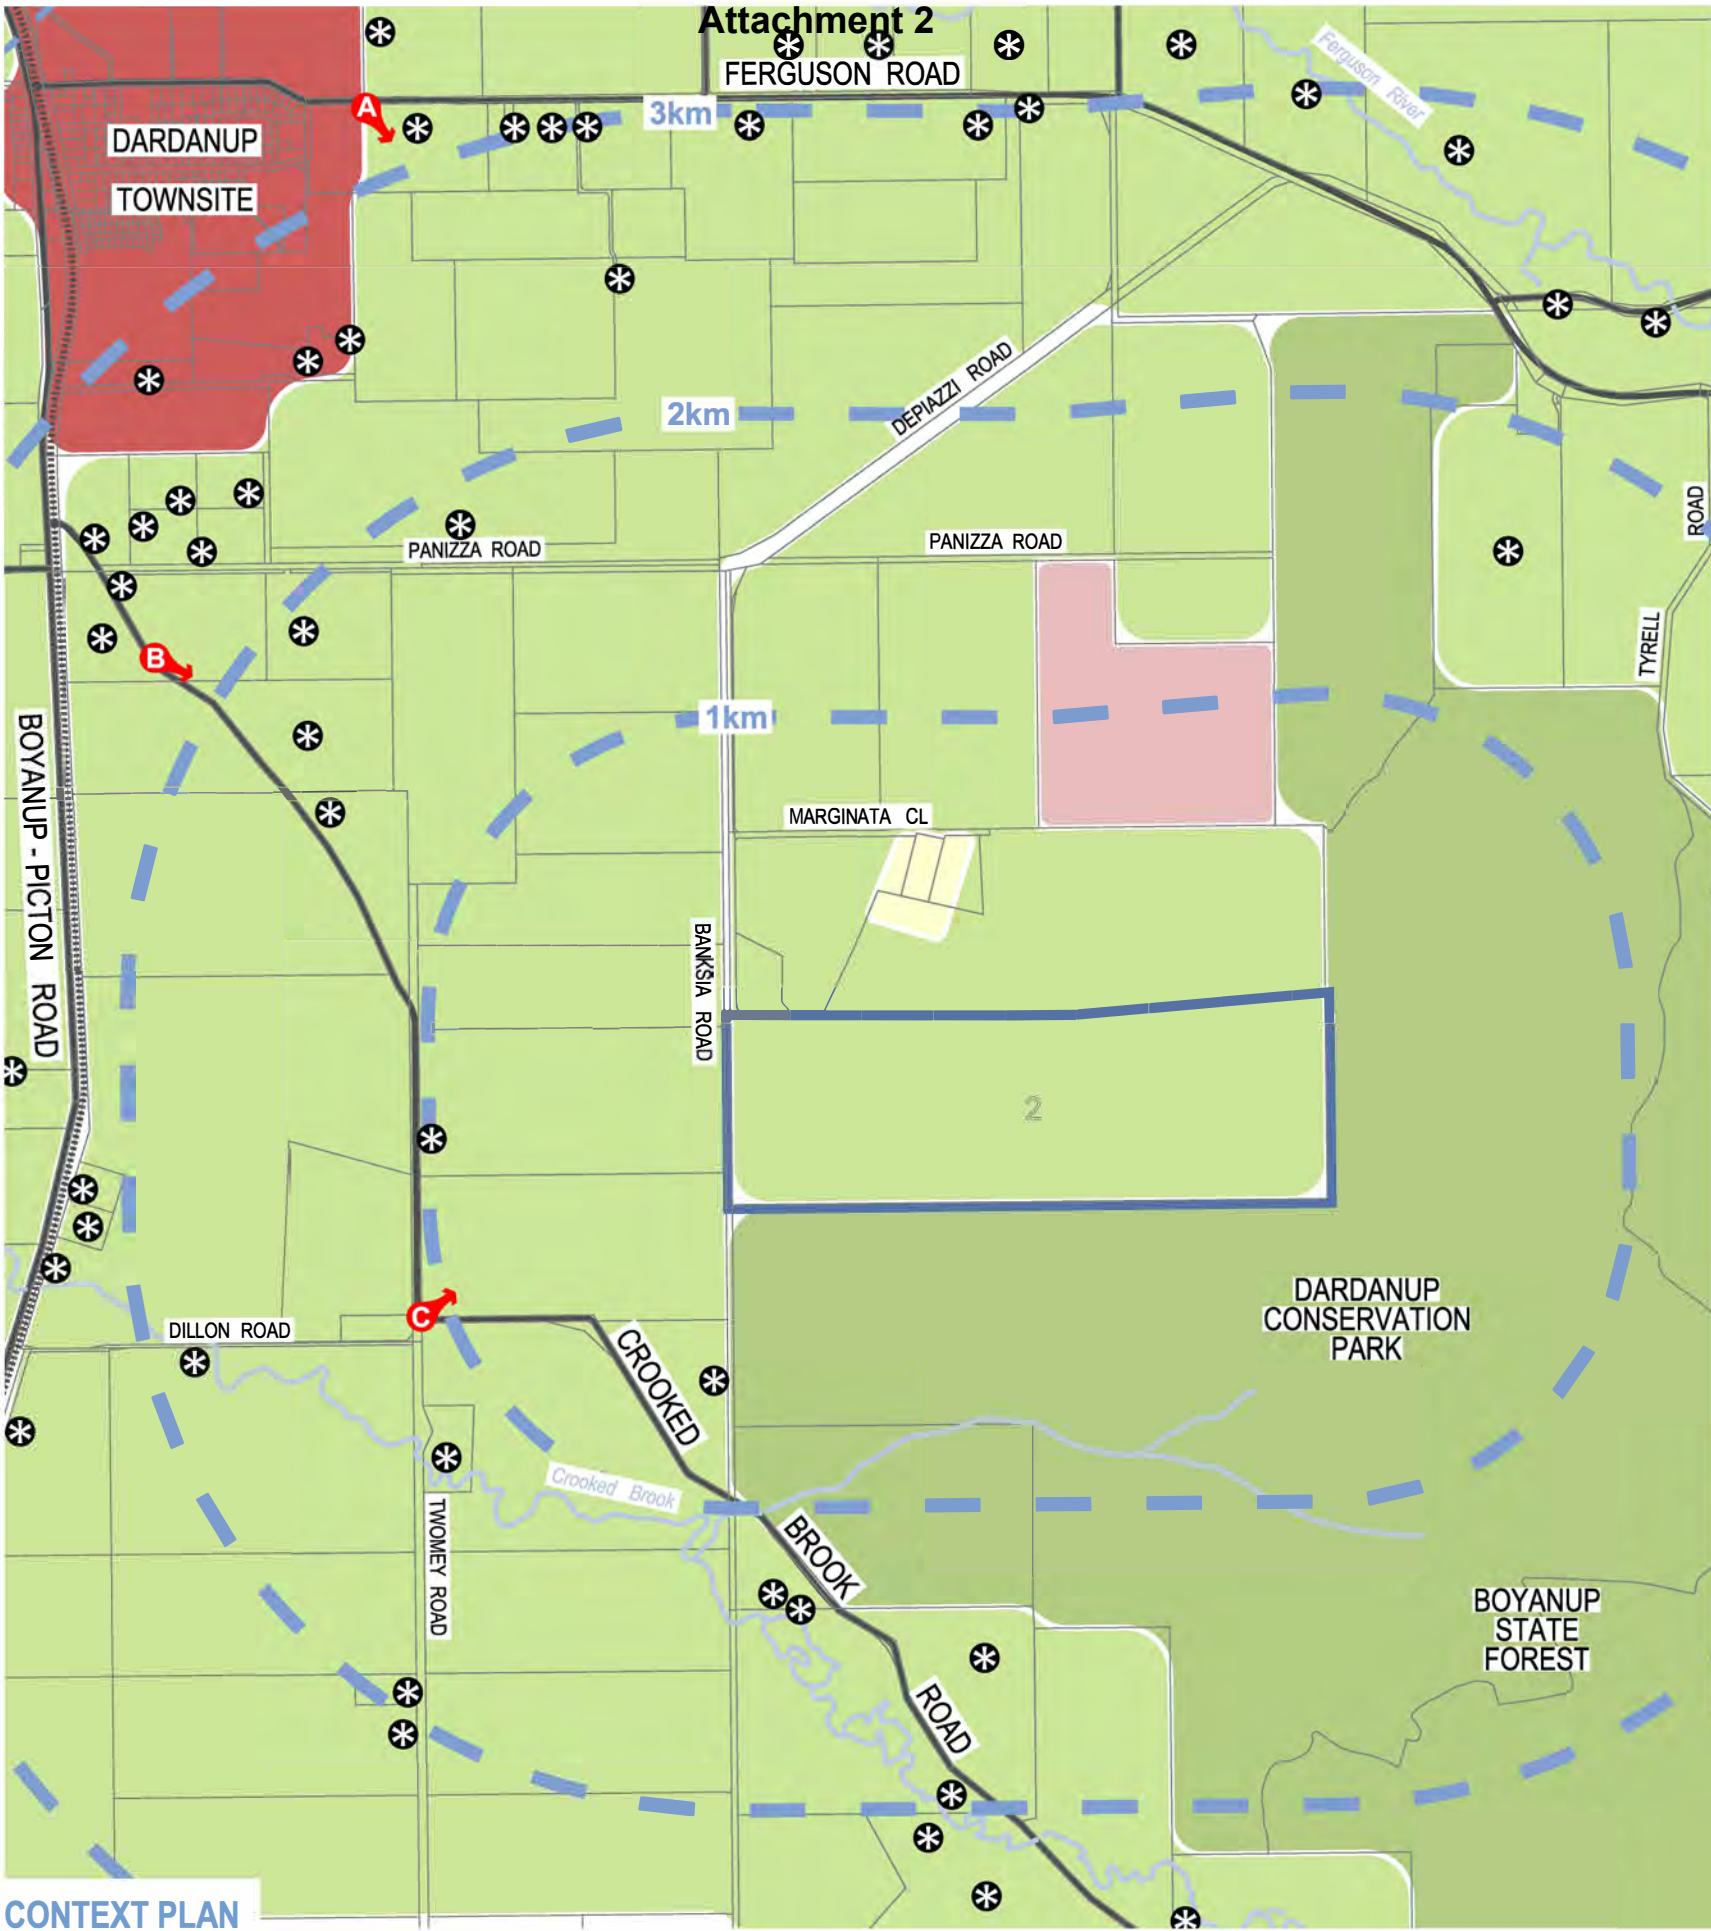 Attachment 2
FERGUSON ROAD
Ferguson River
A
3km
DARDANUP
TOWNSITE
DEPIAZZI ROAD
2km
ROAD
TYRELL
PANIZZA ROAD
PANIZZA ROAD
B
1km
BOYANUP - PICTON ROAD
MARGINATA CL
BANKSIA ROAD
2
DARDANUP
CONSERVATION
PARK
C
DILLON ROAD
CROOKED
BROOK
ROAD
Crooked Brook
TWOMEY ROAD
BOYANUP
STATE
FOREST
CONTEXT PLAN